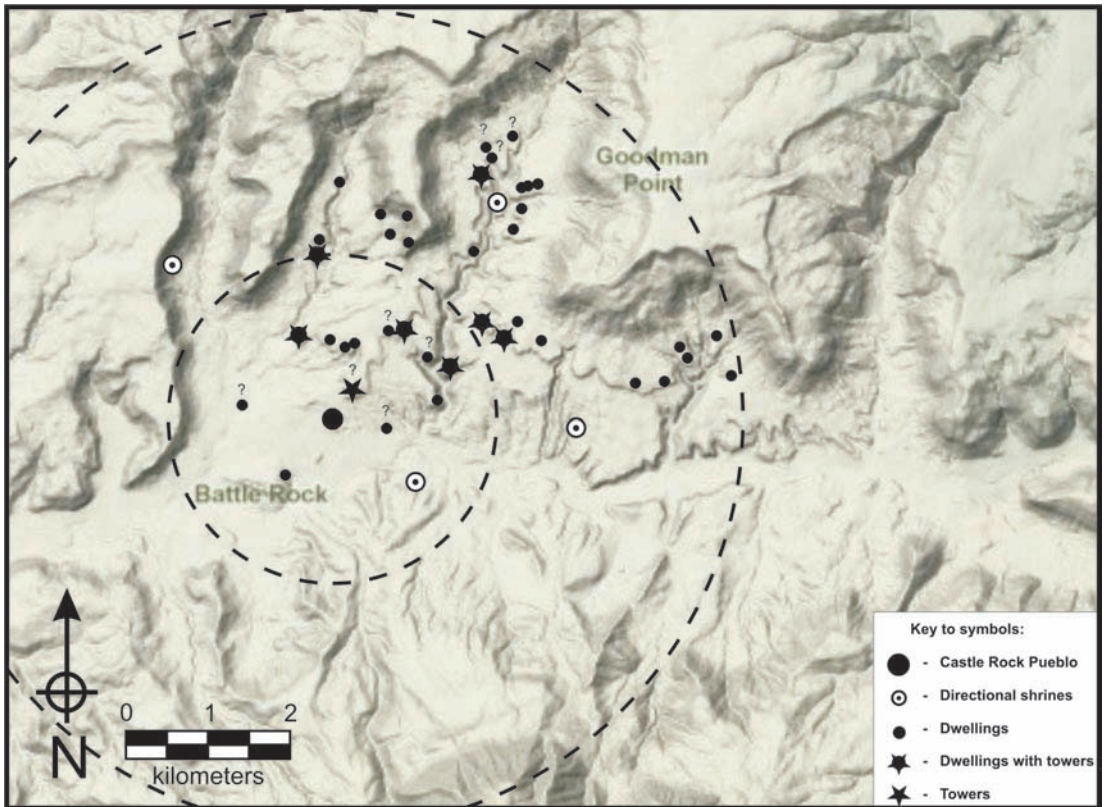 ?
?
?
Goodman
Point
?
?
?
?
?
Battle Rock
N
0 1 2
kilometers
Key to symbols:
- Castle Rock Pueblo
- Directional shrines
- Dwellings
- Dwellings with towers
- Towers